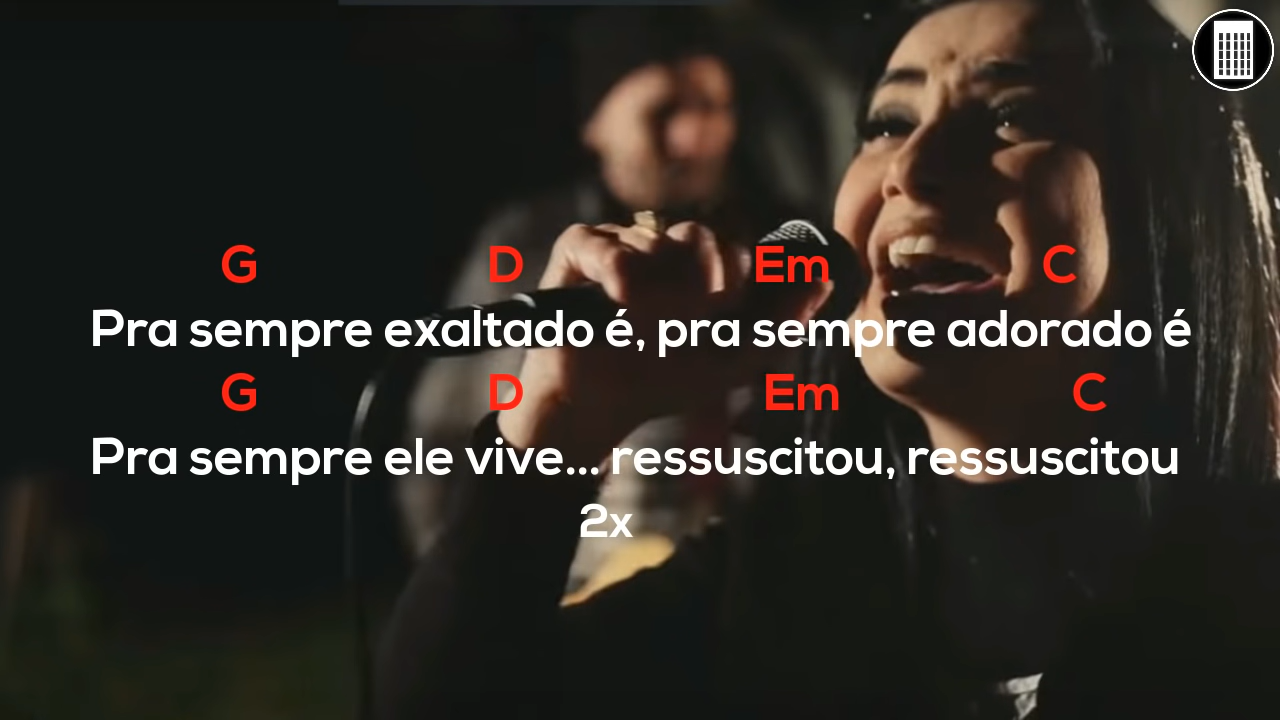 G D Em C
Pra sempre exaltado é, pra sempre adorado é
G D Em C
Pra sempre ele vive... ressuscitou, ressuscitou
2x